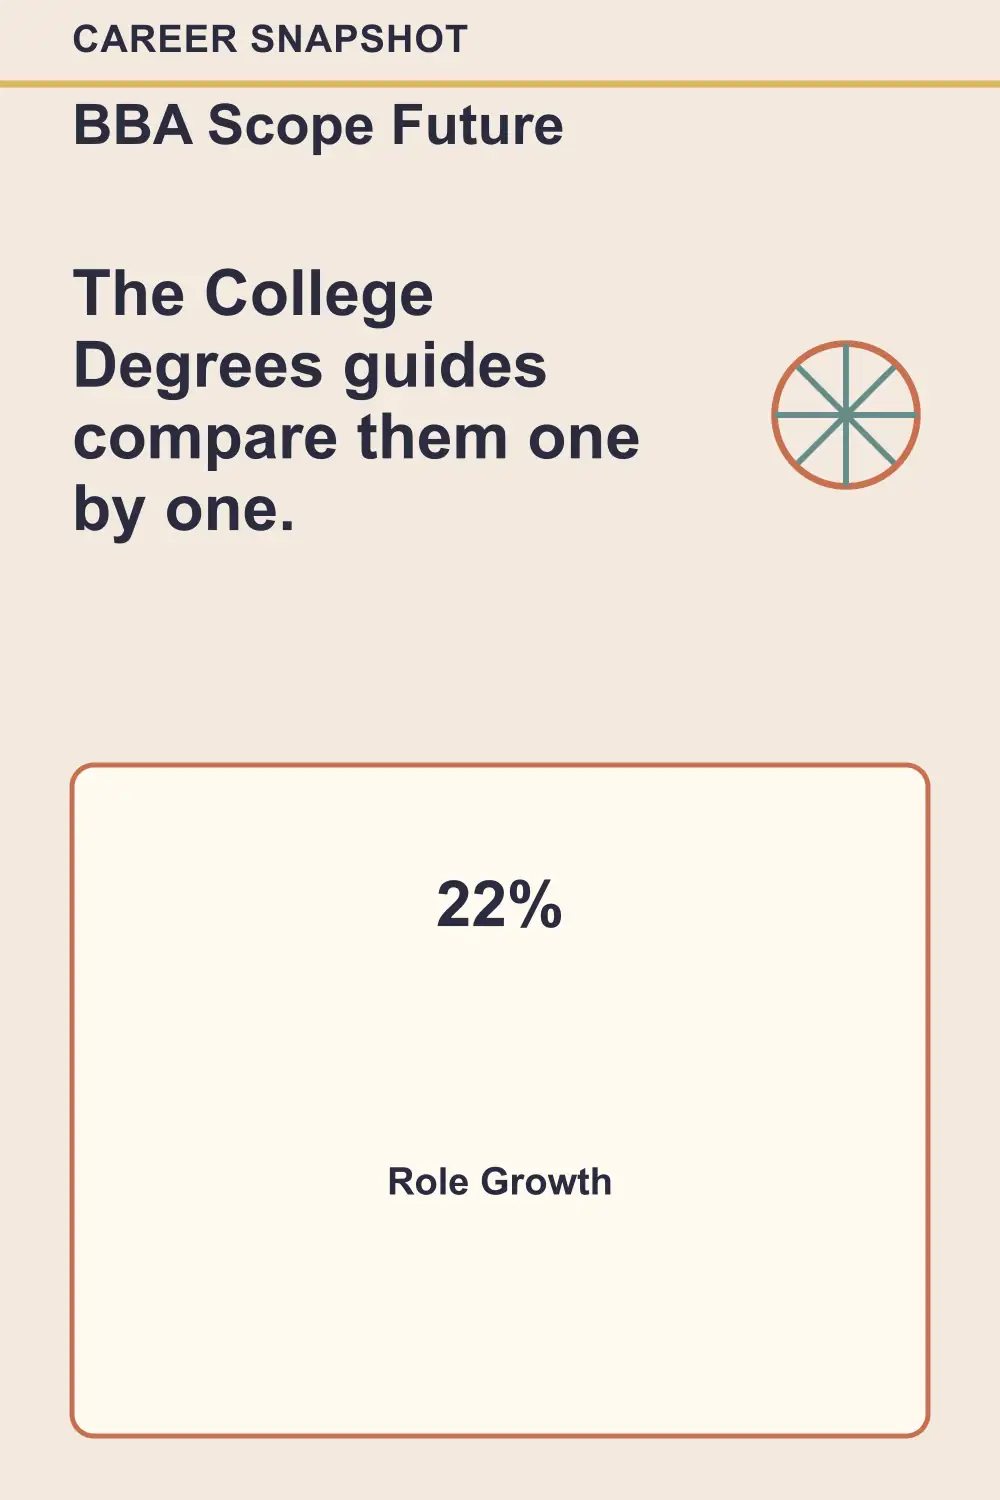 CAREER SNAPSHOT
BBA Scope Future
The College
Degrees guides
compare them one
by one.
22%
Role Growth